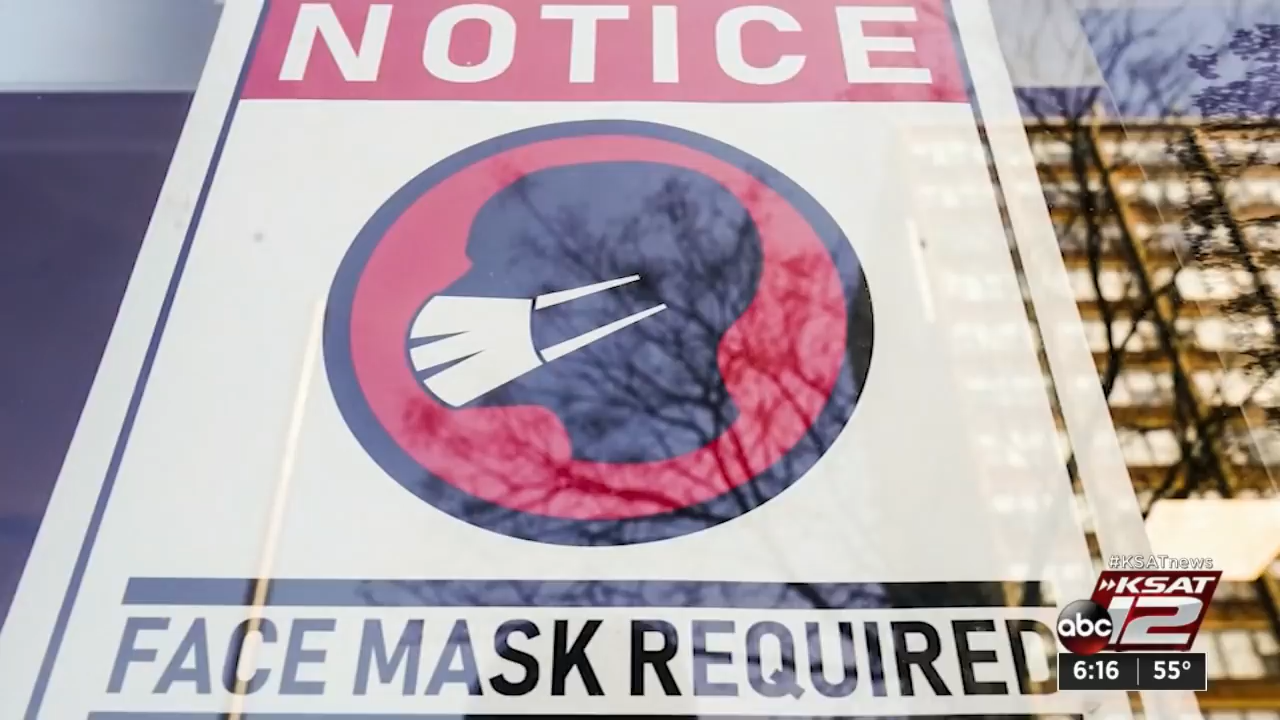 NOTICE
FACE MASK REQUIRED
#KSATnews
KSAT
abc 12
6:16 55°